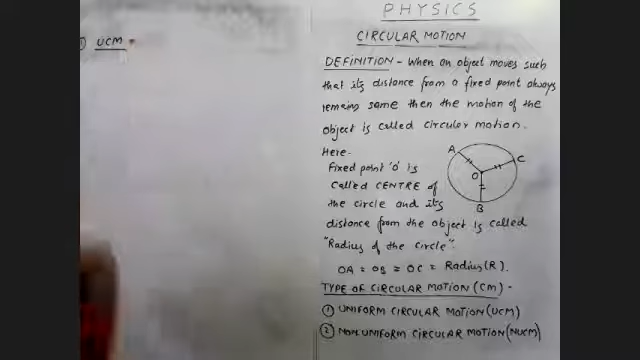 ① UCM
PHYSICS
CIRCULAR MOTION
DEFINITION - When an object moves such
that its distance from a fixed point always
remains same then the motion of the
object is called circular motion.
Here-
Fixed point 'O' is
called CENTRE of
the circle and its
distance from the object is called
"Radius of the circle".
A
C
O
B
OA = OB = OC = Radius(R).
TYPE OF CIRCULAR MOTION(CM) -
① UNIFORM CIRCULAR MOTION(UCM)
② NONUNIFORM CIRCULAR MOTION(NUCM)